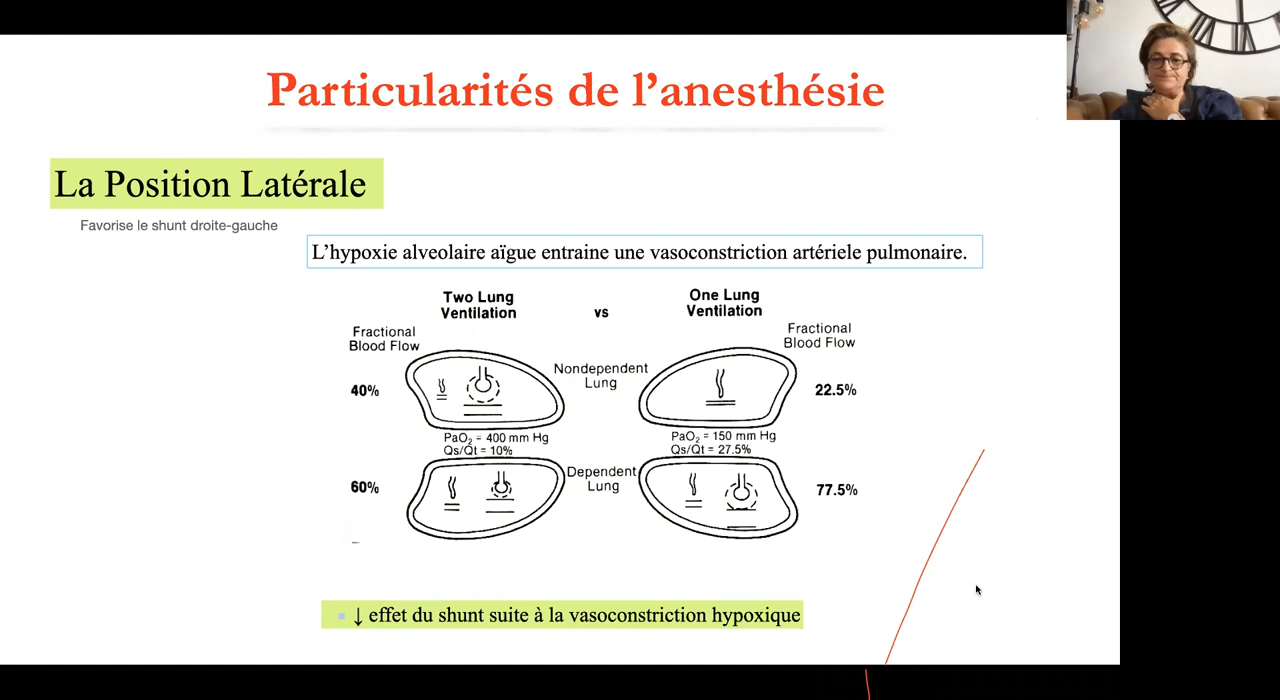 Particularités de l’anesthésie
La Position Latérale
Favorise le shunt droite-gauche
L’hypoxie alveolaire aïgue entraine une vasoconstriction artériele pulmonaire.
Two Lung
Ventilation
vs
One Lung
Ventilation
Fractional
Blood Flow
Fractional
Blood Flow
40%
Nondependent
Lung
22.5%
PaO₂ = 400 mm Hg
Qs/Qt = 10%
PaO₂ = 150 mm Hg
Qs/Qt = 27.5%
60%
Dependent
Lung
77.5%
↓ effet du shunt suite à la vasoconstriction hypoxique